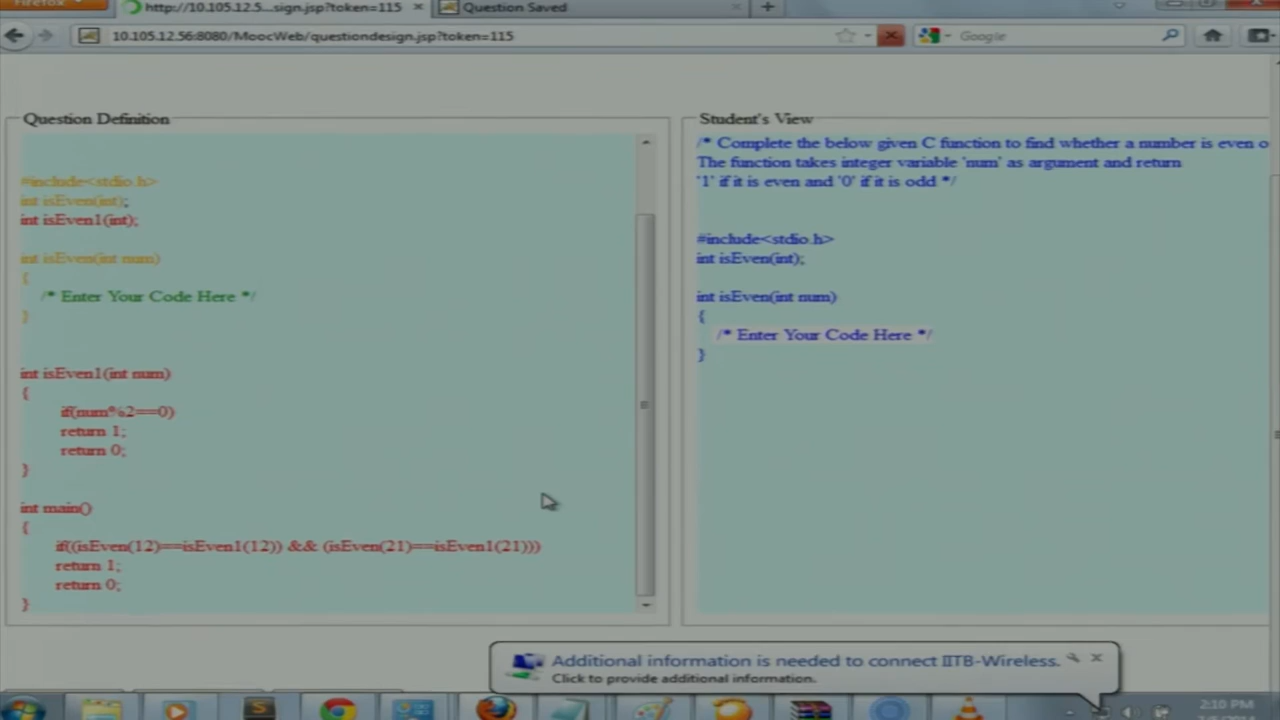 Firefox
http://10.105.12.5...sign.jsp?token=115
Question Saved
10.105.12.56:8080/MoocWeb/questiondesign.jsp?token=115
Google
Question Definition
#include<stdio.h>
int isEven(int);
int isEven1(int);
int isEven(int num)
{
/* Enter Your Code Here */
}
int isEven1(int num)
{
if(num%2==0)
return 1;
return 0;
}
int main()
{
if((isEven(12)==isEven1(12)) && (isEven(21)==isEven1(21)))
return 1;
return 0;
}
Student's View
/* Complete the below given C function to find whether a number is even o
The function takes integer variable 'num' as argument and return
'1' if it is even and '0' if it is odd */
#include<stdio.h>
int isEven(int);
int isEven(int num)
{
/* Enter Your Code Here */
}
Additional information is needed to connect IITB-Wireless.
Click to provide additional information.
2:10 PM